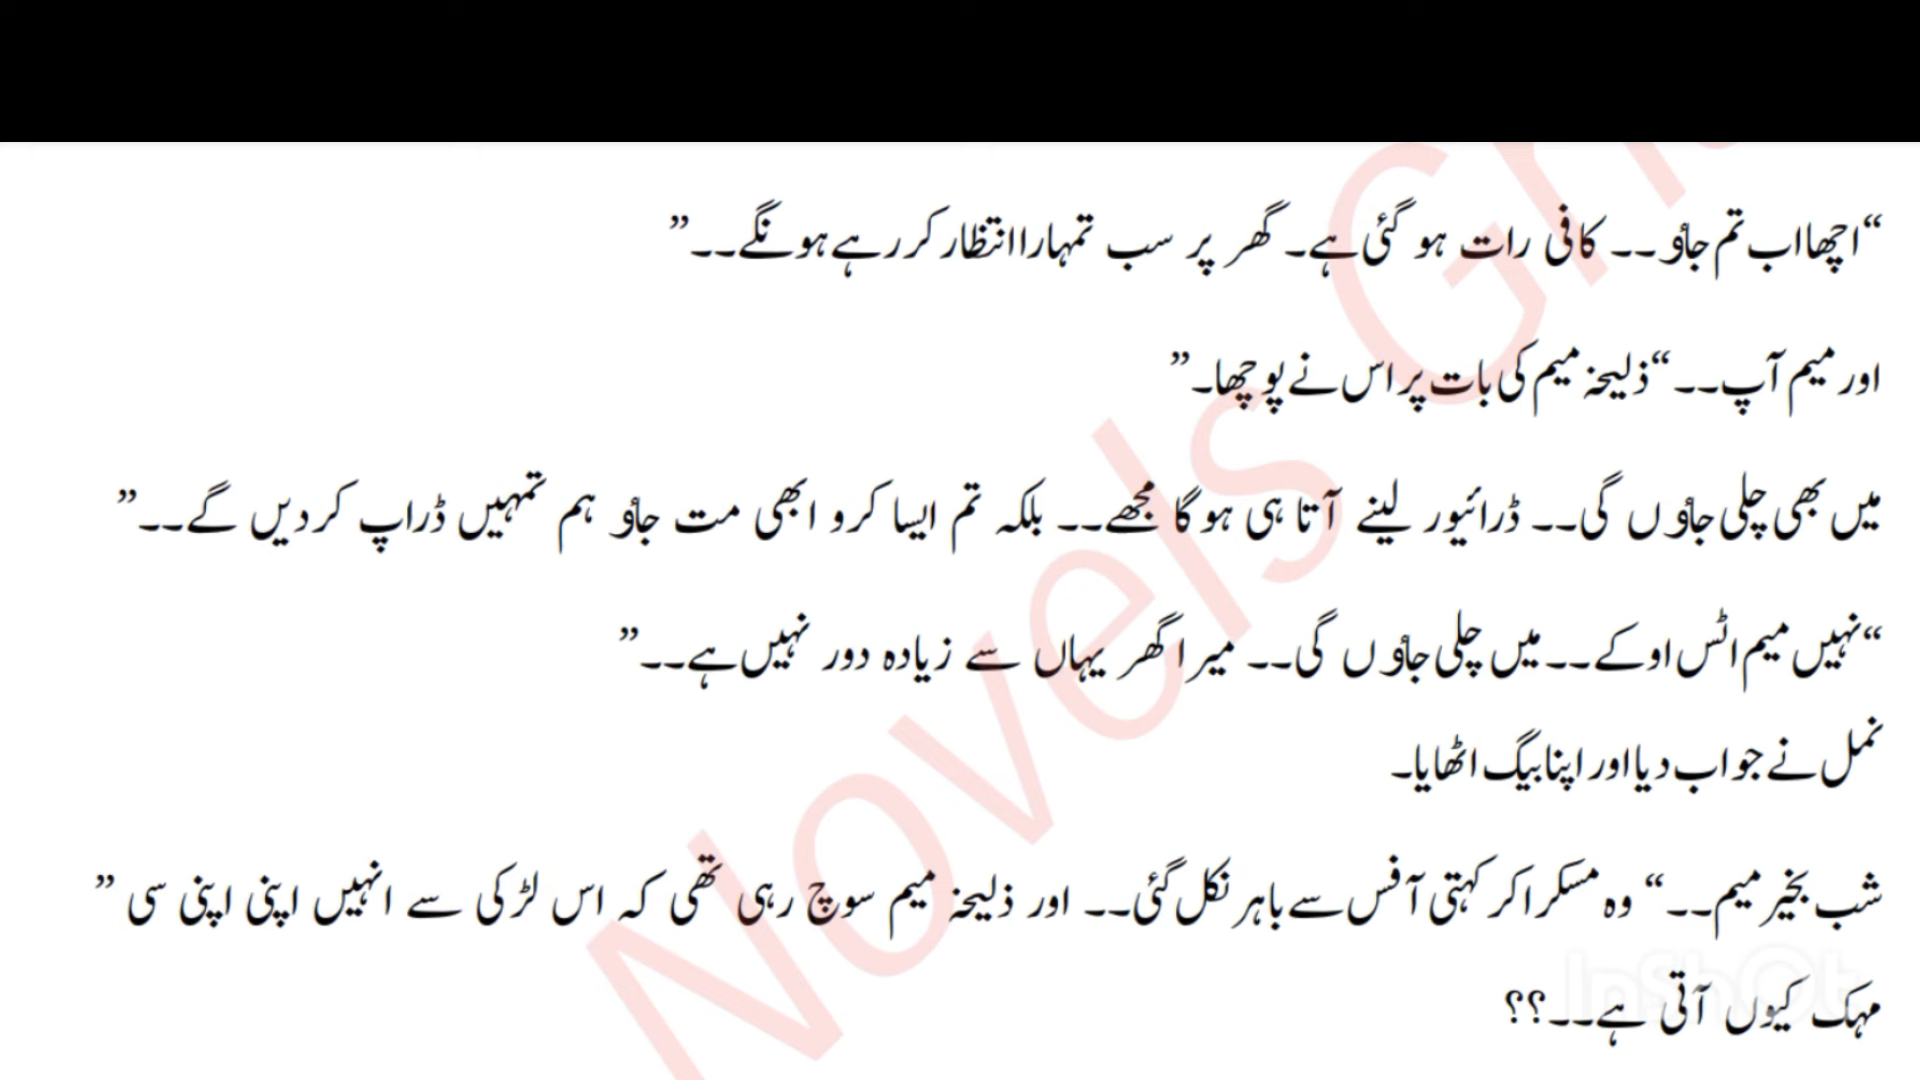 “اچھا اب تم جاؤ۔۔ کافی رات ہو گئی ہے۔ گھر پر سب تمہارا انتظار کر رہے ہونگے۔۔”
اور میم آپ۔۔“ ذلیخہ میم کی بات پر اس نے پوچھا۔”
میں بھی چلی جاؤں گی۔۔ ڈرائیور لینے آتا ہی ہو گا مجھے۔۔ بلکہ تم ایسا کرو ابھی مت جاؤ ہم تمہیں ڈراپ کر دیں گے۔۔”
“نہیں میم اٹس اوکے۔۔ میں چلی جاؤں گی۔۔ میرا گھر یہاں سے زیادہ دور نہیں ہے۔۔”
نمل نے جواب دیا اور اپنا بیگ اٹھایا۔
شب بخیر میم۔۔“ وہ مسکرا کر کہتی آفس سے باہر نکل گئی۔۔ اور ذلیخہ میم سوچ رہی تھی کہ اس لڑکی سے انہیں اپنی اپنی سی ”
مہک کیوں آتی ہے۔۔؟؟
Novels Gh
InShOt